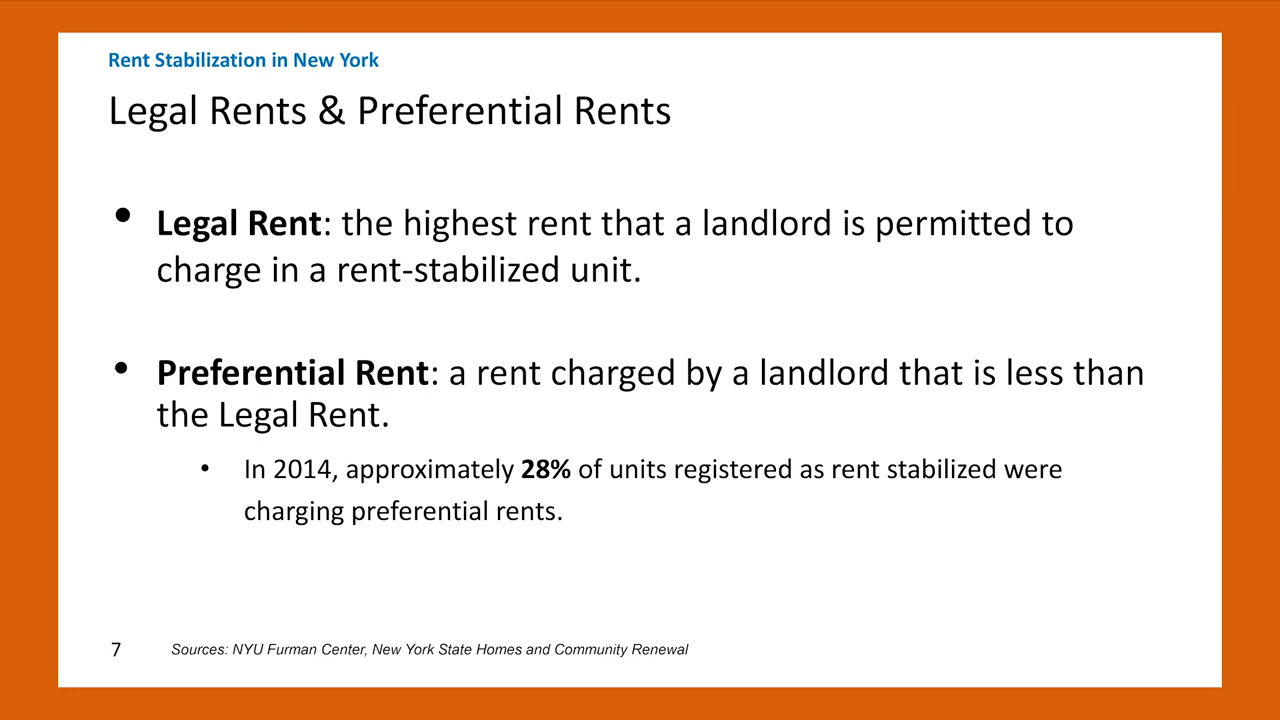 Rent Stabilization in New York
Legal Rents & Preferential Rents
• Legal Rent: the highest rent that a landlord is permitted to
charge in a rent-stabilized unit.
• Preferential Rent: a rent charged by a landlord that is less than
the Legal Rent.
• In 2014, approximately 28% of units registered as rent stabilized were
charging preferential rents.
7 Sources: NYU Furman Center, New York State Homes and Community Renewal